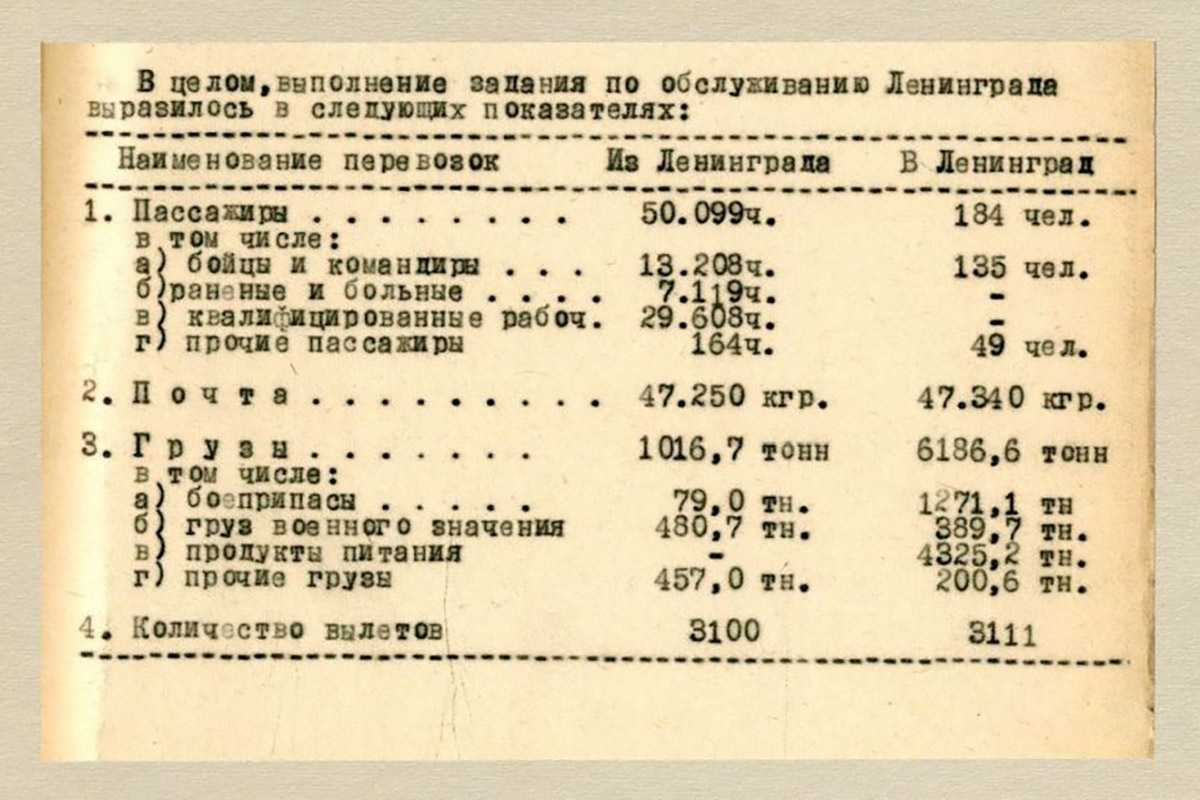 В целом, выполнение задания по обслуживанию Ленинграда
выразилось в следующих показателях:
Наименование перевозок Из Ленинграда В Ленинград
1. Пассажиры . . . . . . . . 50.099ч. 184 чел.
в том числе:
а) бойцы и командиры . . . 13.208ч. 135 чел.
б)раненые и больные . . . . 7.119ч. -
в) квалифицированные рабоч. 29.608ч. -
г) прочие пассажиры 164ч. 49 чел.
2. П о ч т а . . . . . . . . . . 47.250 кгр. 47.340 кгр.
3. Г р у з ы . . . . . . . 1016,7 тонн 6186,6 тонн
в том числе:
а) боеприпасы . . . . . 79,0 тн. 1271,1 тн
б) груз военного значения 480,7 тн. 389,7 тн.
в) продукты питания - 4325,2 тн.
г) прочие грузы 457,0 тн. 200,6 тн.
4. Количество вылетов 3100 3111